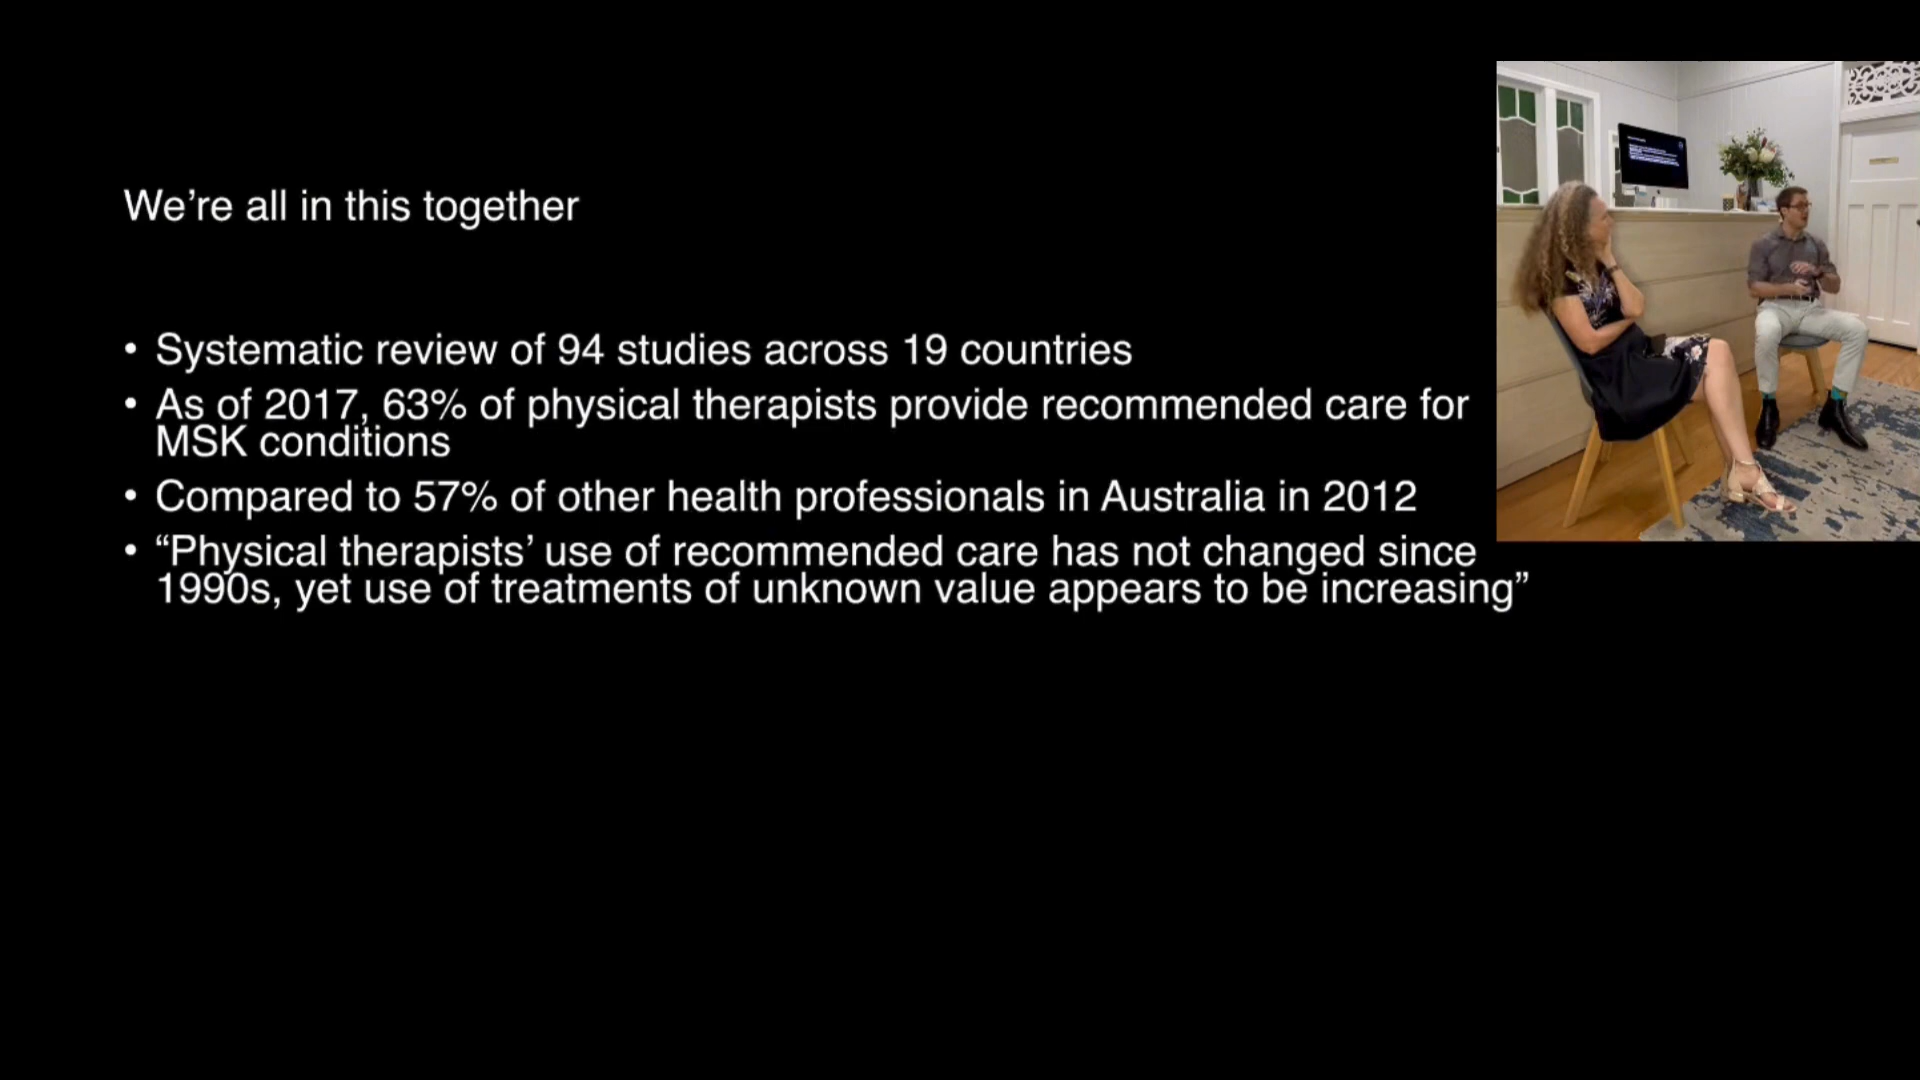 We’re all in this together
• Systematic review of 94 studies across 19 countries
• As of 2017, 63% of physical therapists provide recommended care for
MSK conditions
• Compared to 57% of other health professionals in Australia in 2012
• “Physical therapists’ use of recommended care has not changed since
1990s, yet use of treatments of unknown value appears to be increasing”